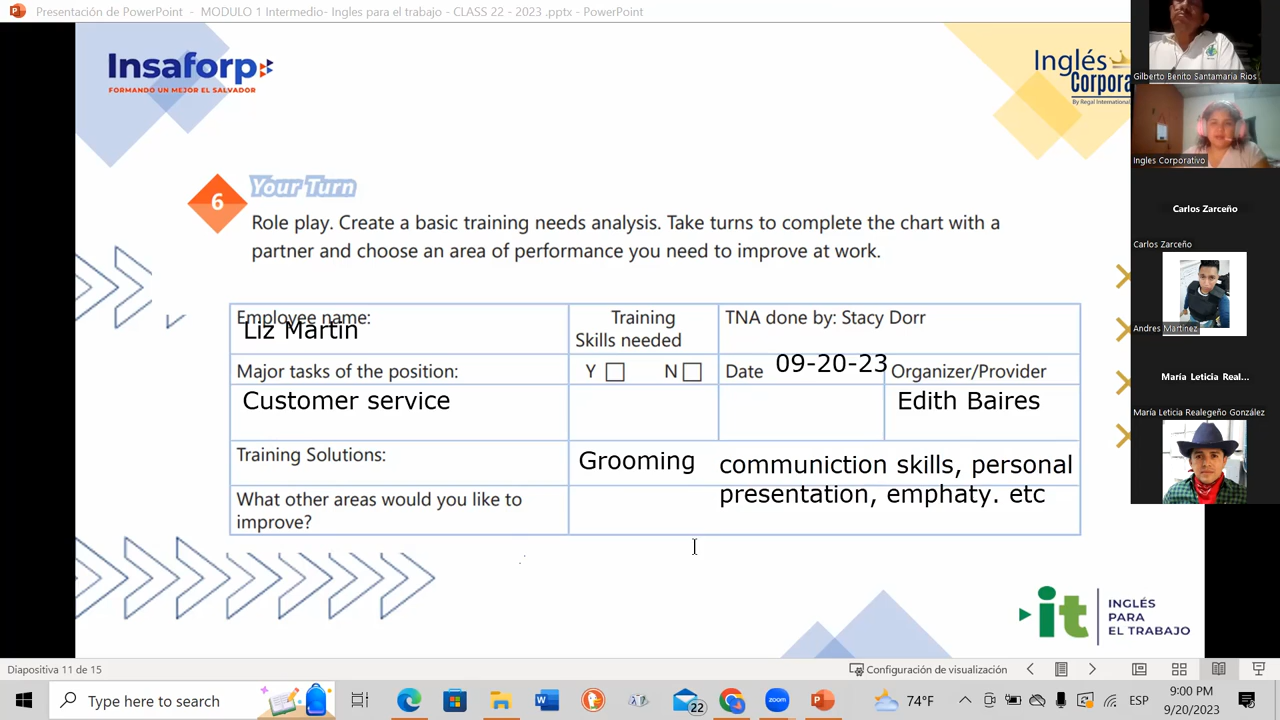 Presentación de PowerPoint - MODULO 1 Intermedio- Ingles para el trabajo - CLASS 22 - 2023 .pptx - PowerPoint
Insaforp
FORMANDO UN MEJOR EL SALVADOR
Inglés
Corpora
By Regal International
6
Your Turn
Role play. Create a basic training needs analysis. Take turns to complete the chart with a
partner and choose an area of performance you need to improve at work.
Employee name:
Liz Martin
Training
Skills needed
TNA done by: Stacy Dorr
Major tasks of the position:
Y
N
Date
09-20-23
Organizer/Provider
Customer service
Edith Baires
Training Solutions:
Grooming
communiction skills, personal
presentation, emphaty. etc
What other areas would you like to
improve?
it
INGLÉS
PARA
EL TRABAJO
Gilberto Benito Santamaria Rios
Ingles Corporativo
Carlos Zarceño
Carlos Zarceño
Andres Martinez
María Leticia Real...
María Leticia Realegeño González
Diapositiva 11 de 15
Configuración de visualización
Type here to search
22
74°F
ESP
9:00 PM
9/20/2023